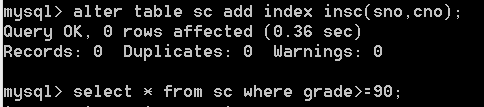 mysql> alter table sc add index insc(sno,cno);
Query OK, 0 rows affected (0.36 sec)
Records: 0  Duplicates: 0  Warnings: 0
mysql> select * from sc where grade>=90;